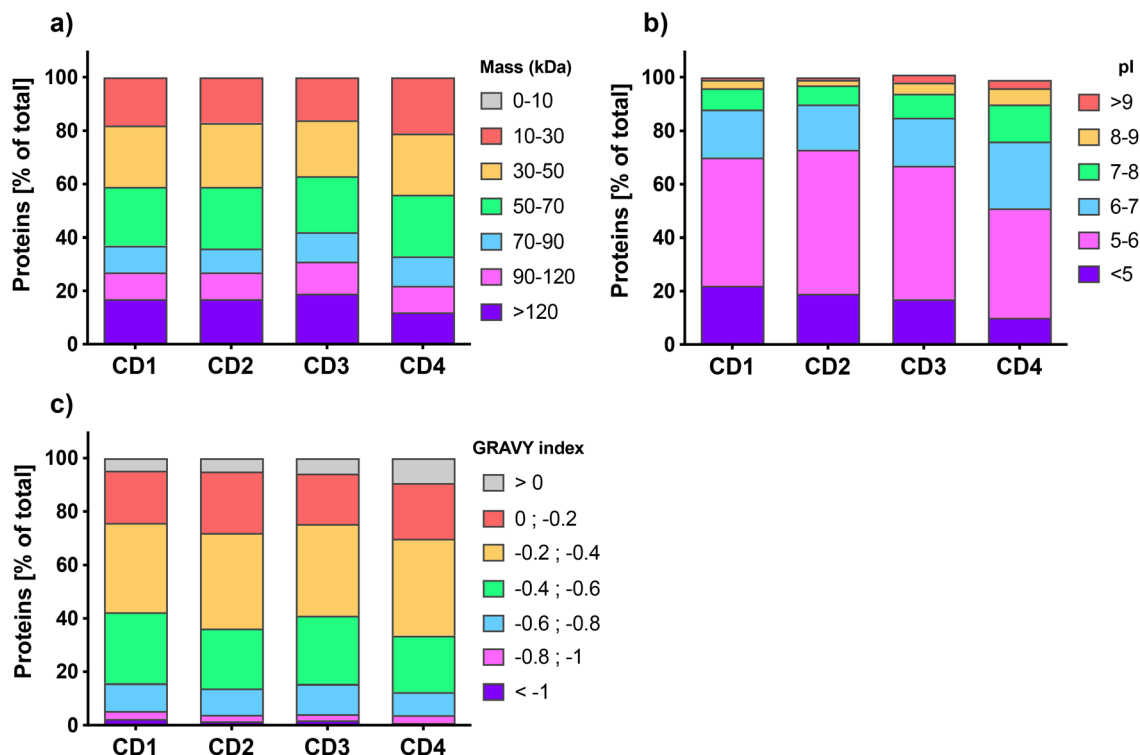 a)
Proteins [% of total]
100
80
60
40
20
0
CD1 CD2 CD3 CD4
Mass (kDa)
0-10
10-30
30-50
50-70
70-90
90-120
>120
b)
Proteins [% of total]
100
80
60
40
20
0
CD1 CD2 CD3 CD4
pI
>9
8-9
7-8
6-7
5-6
<5
c)
Proteins [% of total]
100
80
60
40
20
0
CD1 CD2 CD3 CD4
GRAVY index
> 0
0 ; -0.2
-0.2 ; -0.4
-0.4 ; -0.6
-0.6 ; -0.8
-0.8 ; -1
< -1